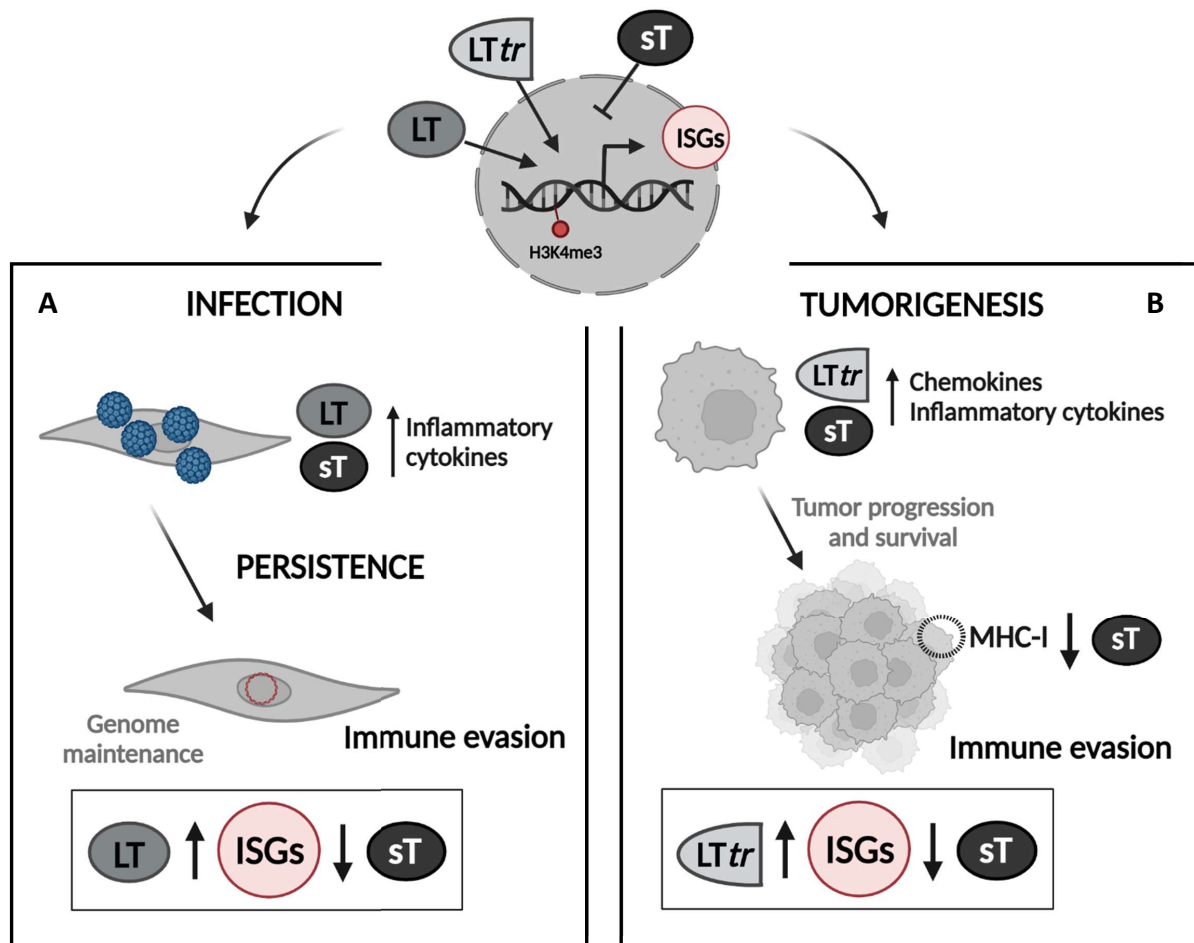 LTtr
sT
LT
ISGs
H3K4me3
A
INFECTION
LT
sT
Inflammatory
cytokines
PERSISTENCE
Genome
maintenance
Immune evasion
LT
ISGs
sT
TUMORIGENESIS
B
LTtr
sT
Chemokines
Inflammatory cytokines
Tumor progression
and survival
MHC-I
sT
Immune evasion
LTtr
ISGs
sT